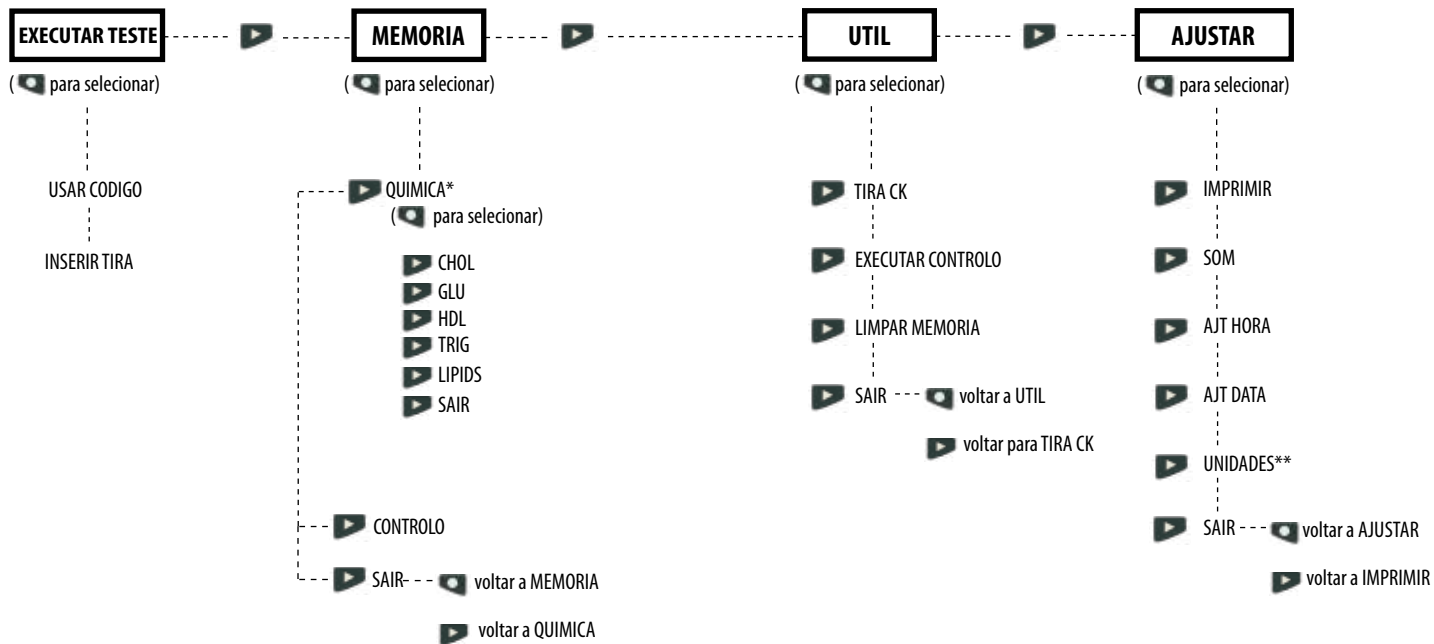 EXECUTAR TESTE
MEMORIA
UTIL
AJUSTAR
( para selecionar)
( para selecionar)
( para selecionar)
( para selecionar)
USAR CODIGO
INSERIR TIRA
QUIMICA*
( para selecionar)
CHOL
GLU
HDL
TRIG
LIPIDS
SAIR
CONTROLO
SAIR
voltar a MEMORIA
voltar a QUIMICA
TIRA CK
EXECUTAR CONTROLO
LIMPAR MEMORIA
SAIR
voltar a UTIL
voltar para TIRA CK
IMPRIMIR
SOM
AJT HORA
AJT DATA
UNIDADES**
SAIR
voltar a AJUSTAR
voltar a IMPRIMIR